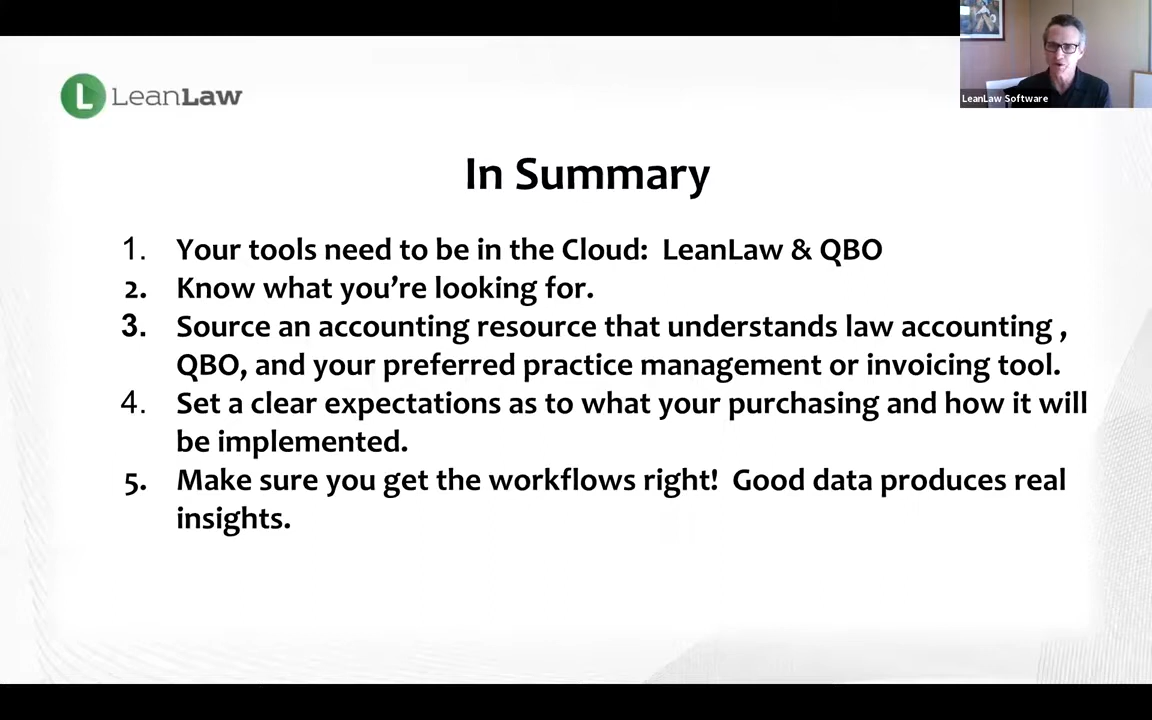 LeanLaw Software
L LeanLaw
In Summary
1. Your tools need to be in the Cloud:  LeanLaw & QBO
2. Know what you’re looking for.
3. Source an accounting resource that understands law accounting ,
QBO, and your preferred practice management or invoicing tool.
4. Set a clear expectations as to what your purchasing and how it will
be implemented.
5. Make sure you get the workflows right!  Good data produces real
insights.